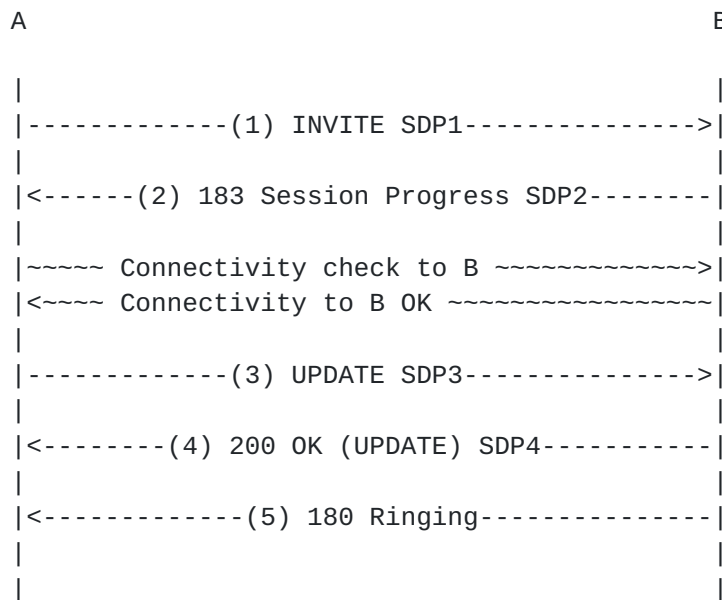 A                                            B
|                                            |
|-------------(1) INVITE SDP1--------------->|
|                                            |
|<------(2) 183 Session Progress SDP2--------|
|                                            |
|~~~~~ Connectivity check to B ~~~~~~~~~~~~~>|
|<~~~~ Connectivity to B OK ~~~~~~~~~~~~~~~~~|
|                                            |
|-------------(3) UPDATE SDP3--------------->|
|                                            |
|<--------(4) 200 OK (UPDATE) SDP4-----------|
|                                            |
|<-------------(5) 180 Ringing---------------|
|                                            |
|                                            |